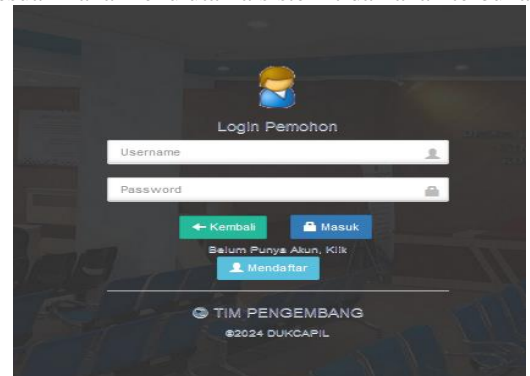 Login Pemohon
Username
Password
Kembali
Masuk
Belum Punya Akun, Klik
Mendaftar
TIM PENGEMBANG
©2024 DUKCAPIL